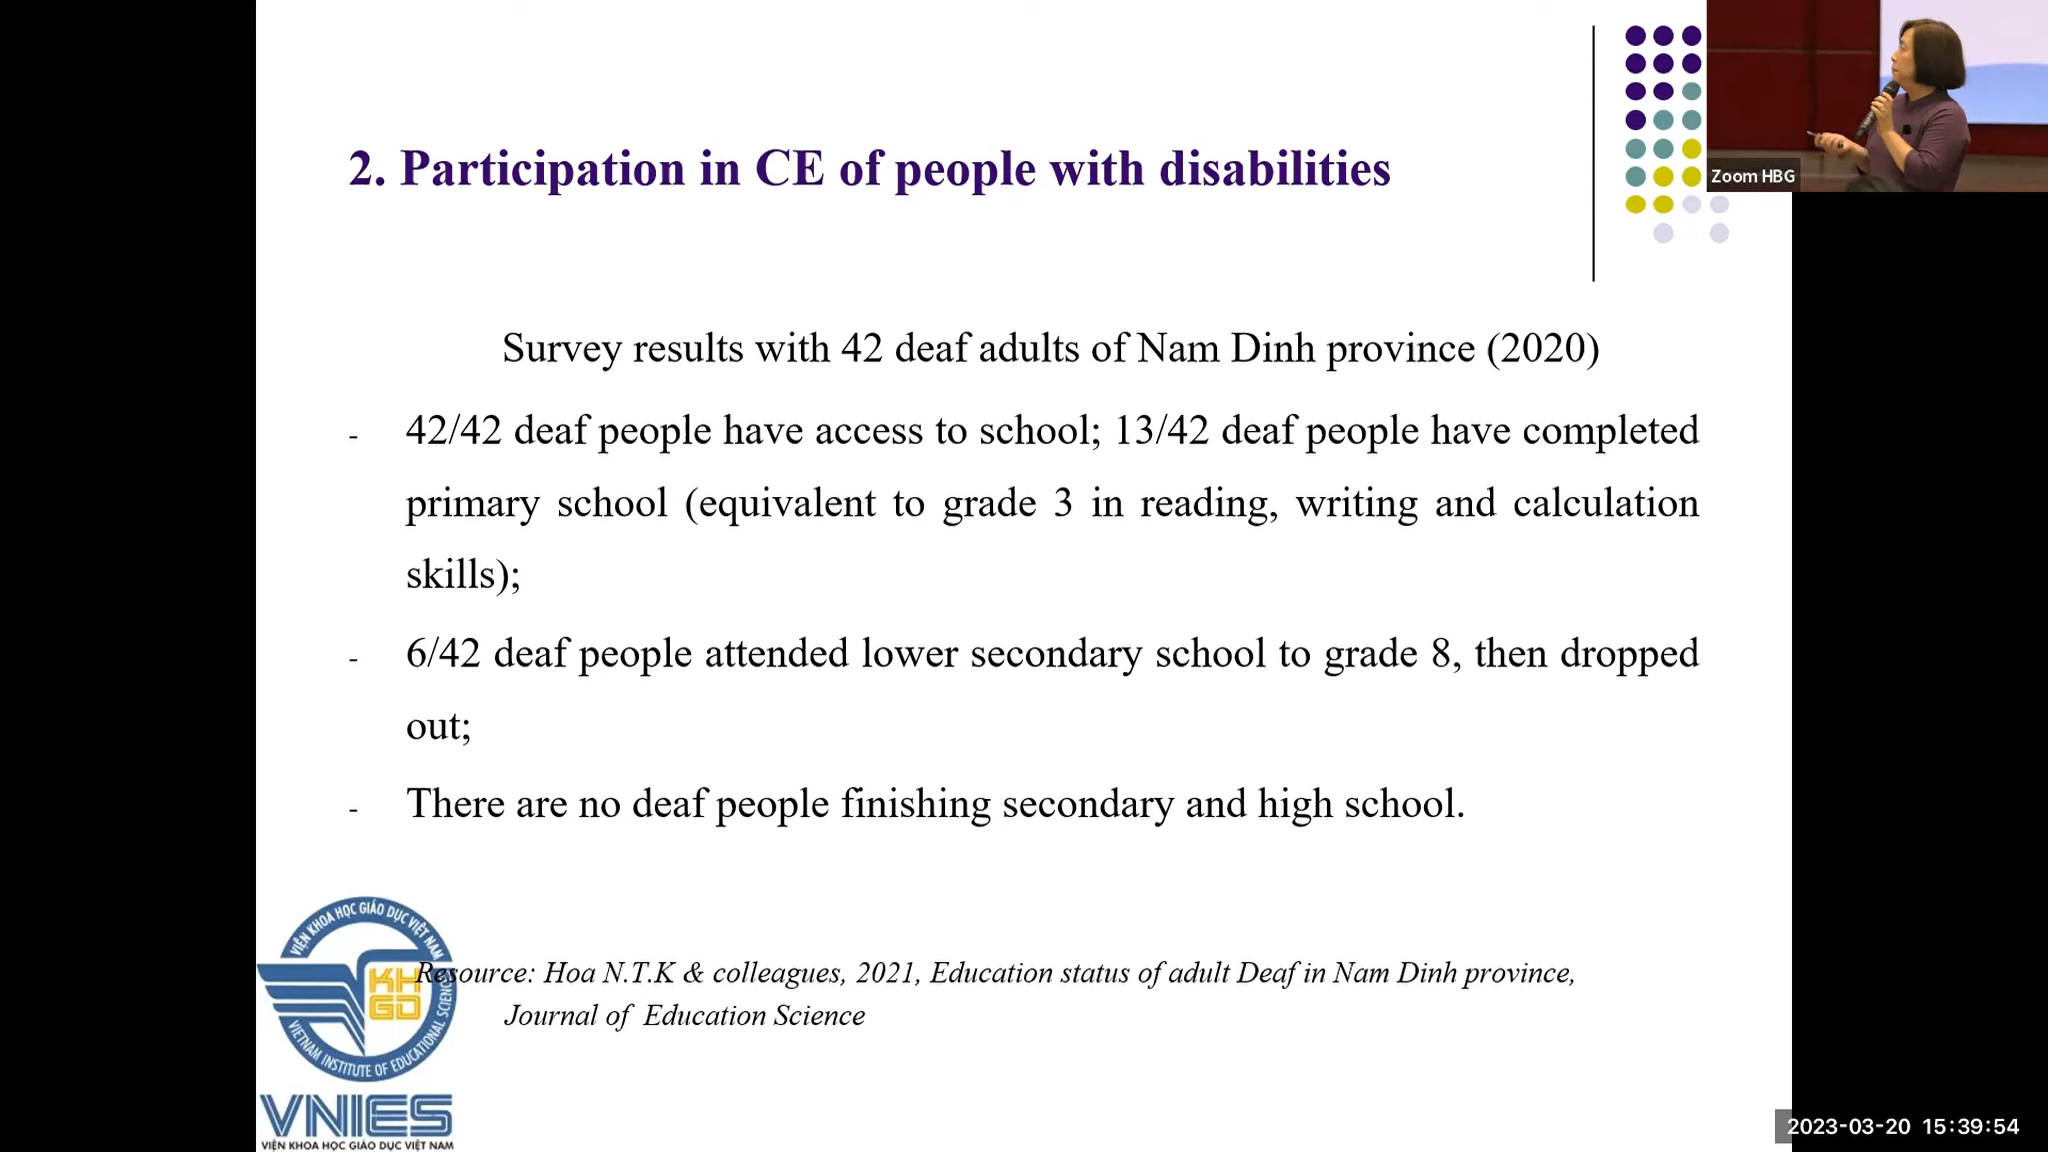 2. Participation in CE of people with disabilities
Zoom HBG
Survey results with 42 deaf adults of Nam Dinh province (2020)
- 42/42 deaf people have access to school; 13/42 deaf people have completed
primary school (equivalent to grade 3 in reading, writing and calculation
skills);
- 6/42 deaf people attended lower secondary school to grade 8, then dropped
out;
- There are no deaf people finishing secondary and high school.
VIỆN KHOA HỌC GIÁO DỤC VIỆT NAM
KH
GD
VIETNAM INSTITUTE OF EDUCATIONAL SCIENCES
Resource: Hoa N.T.K & colleagues, 2021, Education status of adult Deaf in Nam Dinh province,
Journal of Education Science
VNIES
VIỆN KHOA HỌC GIÁO DỤC VIỆT NAM
2023-03-20 15:39:54